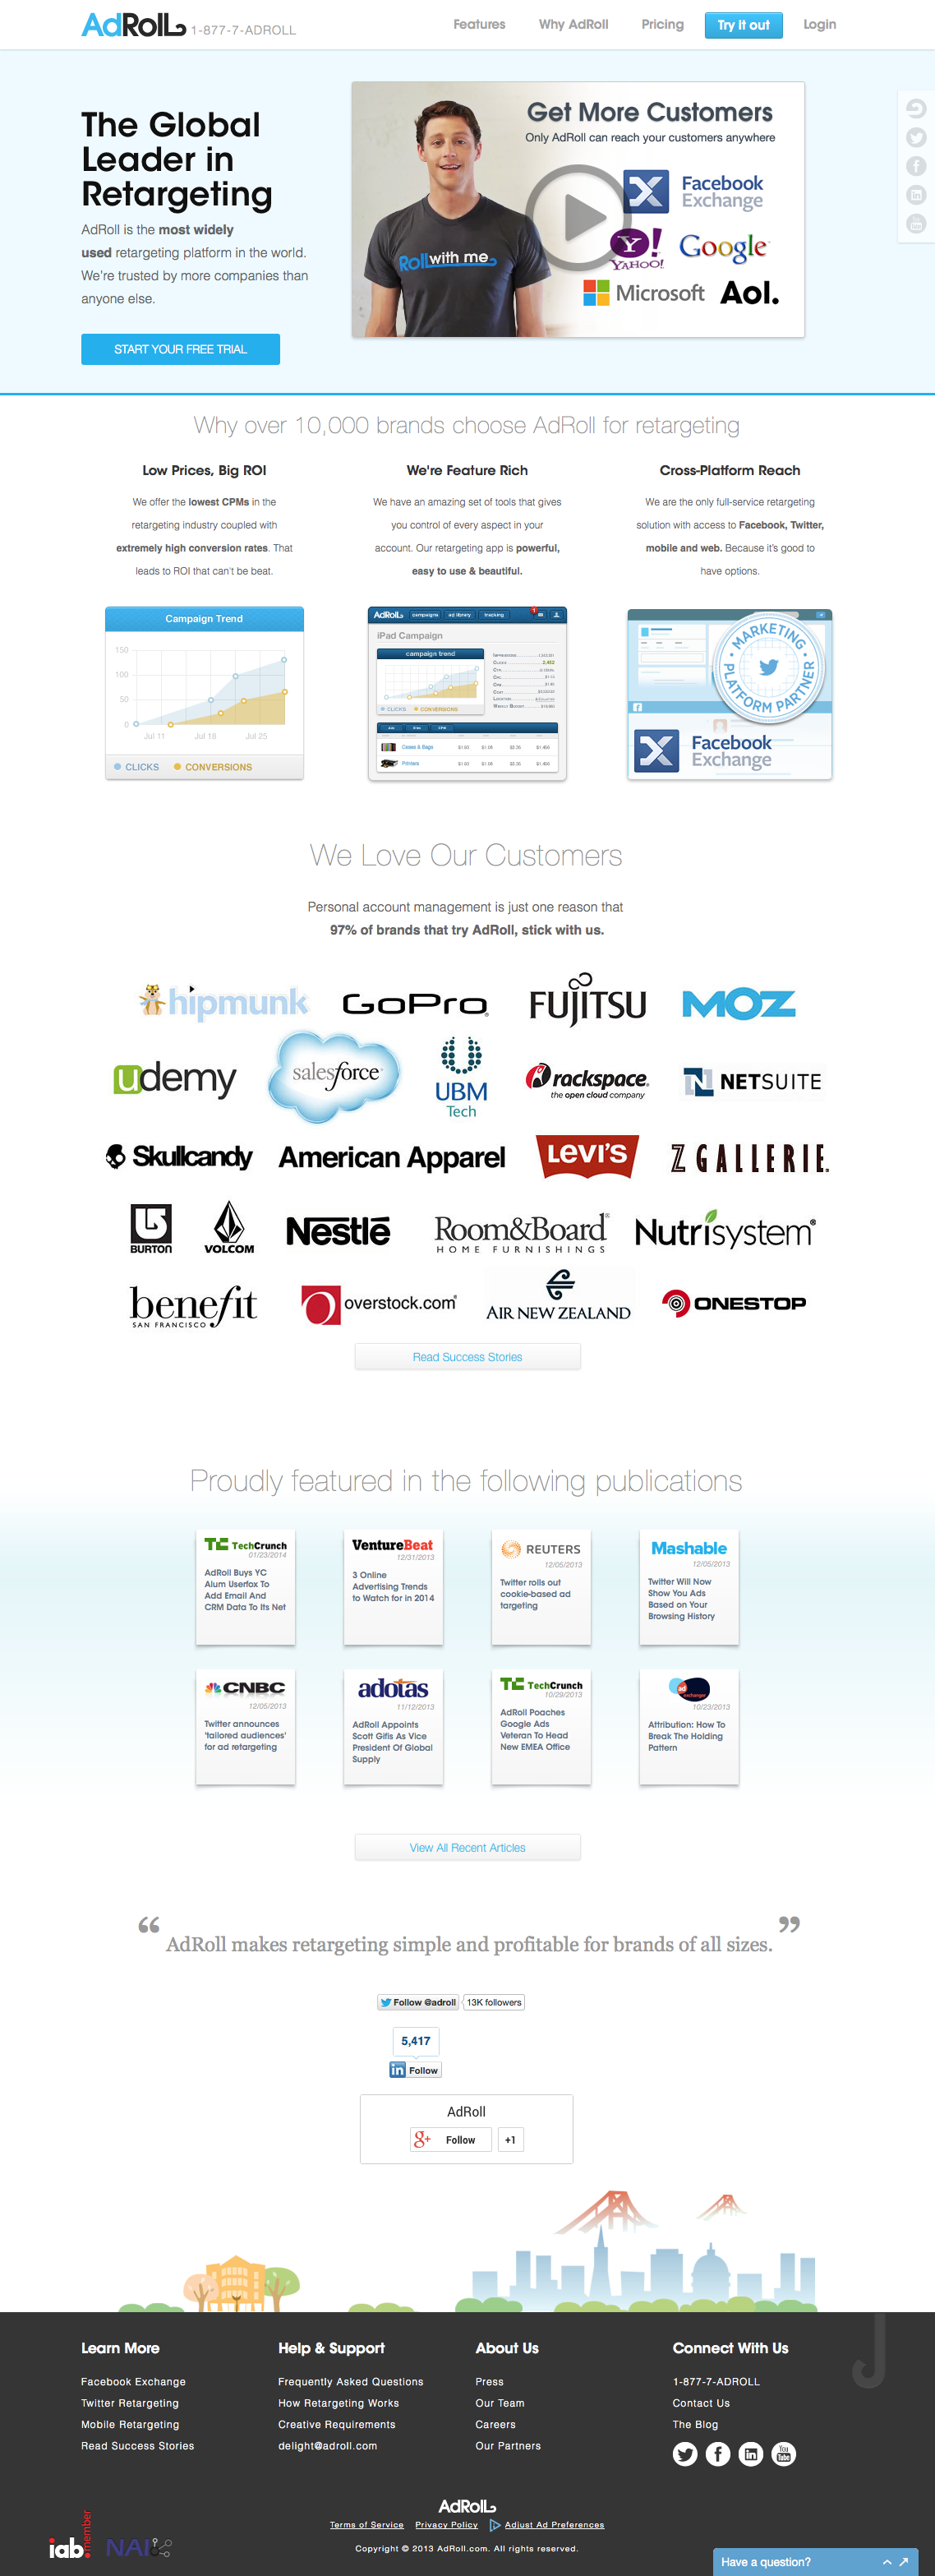 AdRoll 1-877-7-ADROLL
Features Why AdRoll Pricing Try it out Login
The Global
Leader in
Retargeting
AdRoll is the most widely
used retargeting platform in the world.
We're trusted by more companies than
anyone else.
START YOUR FREE TRIAL
Get More Customers
Only AdRoll can reach your customers anywhere
Roll with me
Facebook
Exchange
YAHOO! Google
Microsoft Aol.
Why over 10,000 brands choose AdRoll for retargeting
Low Prices, Big ROI
We offer the lowest CPMs in the
retargeting industry coupled with
extremely high conversion rates. That
leads to ROI that can't be beat.
Campaign Trend
150
100
50
0
Jul 11 Jul 18 Jul 25
CLICKS CONVERSIONS
We're Feature Rich
We have an amazing set of tools that gives
you control of every aspect in your
account. Our retargeting app is powerful,
easy to use & beautiful.
AdRoll campaigns ad library tracking 1
iPad Campaign
campaign trend
CLICKS CONVERSIONS
Cases & Bags
Printers
Cross-Platform Reach
We are the only full-service retargeting
solution with access to Facebook, Twitter,
mobile and web. Because it's good to
have options.
MARKETING
PLATFORM PARTNER
Facebook
Exchange
We Love Our Customers
Personal account management is just one reason that
97% of brands that try AdRoll, stick with us.
hipmunk GoPro FUJITSU MOZ
udemy salesforce UBM Tech rackspace. the open cloud company NETSUITE
Skullcandy American Apparel LEVI'S Z GALLERIE.
BURTON VOLCOM Nestlé Room&Board HOME FURNISHINGS Nutrisystem
benefit SAN FRANCISCO overstock.com AIR NEW ZEALAND ONESTOP
Read Success Stories
Proudly featured in the following publications
TC TechCrunch
01/23/2014
AdRoll Buys YC
Alum Userfox To
Add Email And
CRM Data To Its Net
VentureBeat
12/31/2013
3 Online
Advertising Trends
to Watch for in 2014
REUTERS
12/05/2013
Twitter rolls out
cookie-based ad
targeting
Mashable
12/05/2013
Twitter Will Now
Show You Ads
Based on Your
Browsing History
CNBC
12/05/2013
Twitter announces
'tailored audiences'
for ad retargeting
adotas
11/12/2013
AdRoll Appoints
Scott Gifis As Vice
President Of Global
Supply
TC TechCrunch
10/29/2013
AdRoll Poaches
Google Ads
Veteran To Head
New EMEA Office
ad exchanger
10/23/2013
Attribution: How To
Break The Holding
Pattern
View All Recent Articles
“ AdRoll makes retargeting simple and profitable for brands of all sizes. ”
Follow @adroll 13K followers
5,417
in Follow
AdRoll
g+ Follow +1
Learn More
Facebook Exchange
Twitter Retargeting
Mobile Retargeting
Read Success Stories
Help & Support
Frequently Asked Questions
How Retargeting Works
Creative Requirements
delight@adroll.com
About Us
Press
Our Team
Careers
Our Partners
Connect With Us
1-877-7-ADROLL
Contact Us
The Blog
You Tube
AdRoll
Terms of Service Privacy Policy Adjust Ad Preferences
Copyright © 2013 AdRoll.com. All rights reserved.
iab. member NAI
Have a question?